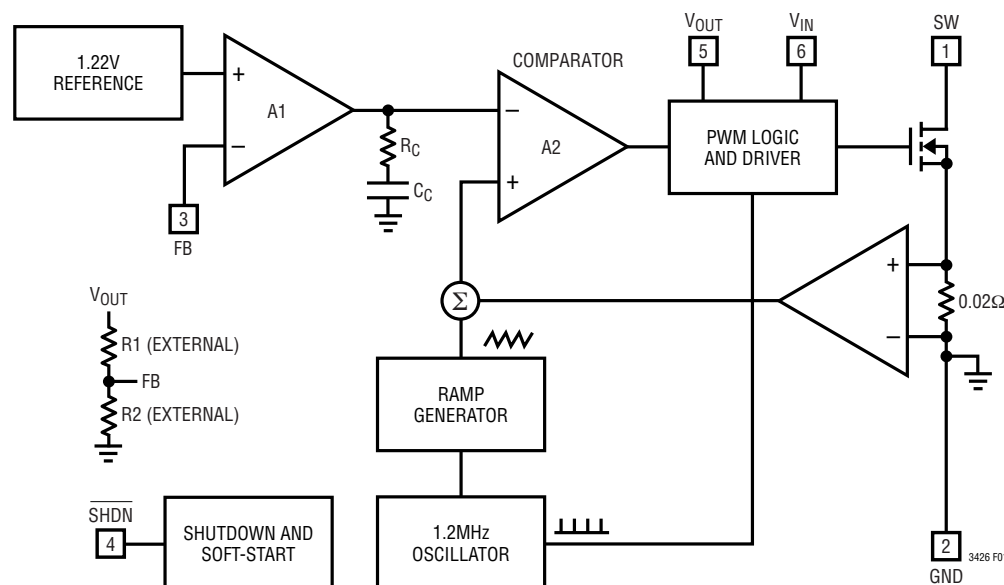 1.22V
REFERENCE
+
−
A1
3
FB
R_C
C_C
COMPARATOR
−
+
A2
V_OUT
5
V_IN
6
PWM LOGIC
AND DRIVER
SW
1
+
−
0.02Ω
Σ
V_OUT
R1 (EXTERNAL)
FB
R2 (EXTERNAL)
RAMP
GENERATOR
SHDN
4
SHUTDOWN AND
SOFT-START
1.2MHz
OSCILLATOR
2
GND